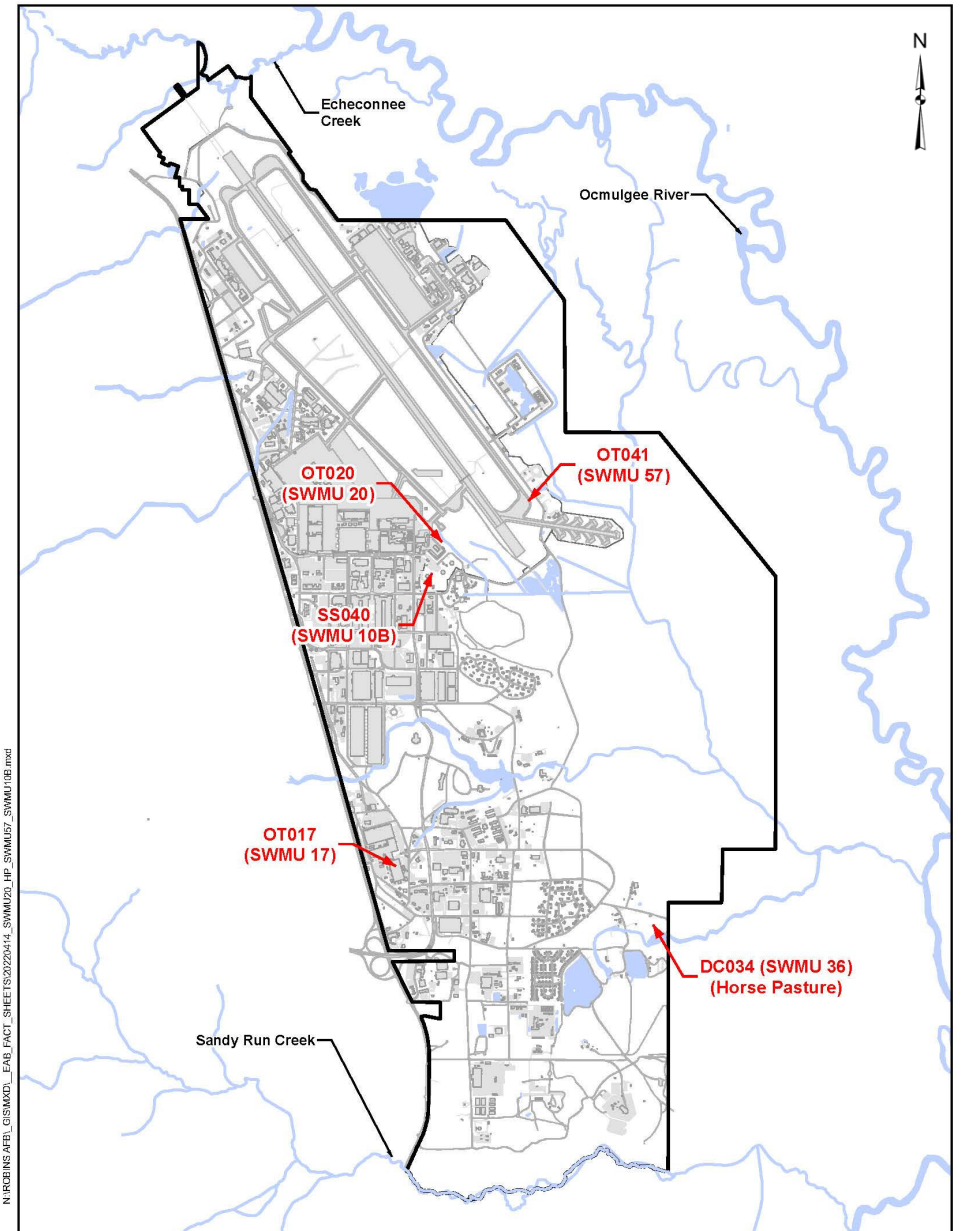 N
Echeconnee
Creek
Ocmulgee River
OT041
(SWMU 57)
OT020
(SWMU 20)
SS040
(SWMU 10B)
OT017
(SWMU 17)
DC034 (SWMU 36)
(Horse Pasture)
Sandy Run Creek
N:\ROBINS AFB\_GIS\MXD\__EAB_FACT_SHEETS\20220414_SWMU20_HP_SWMU57_SWMU10B.mxd